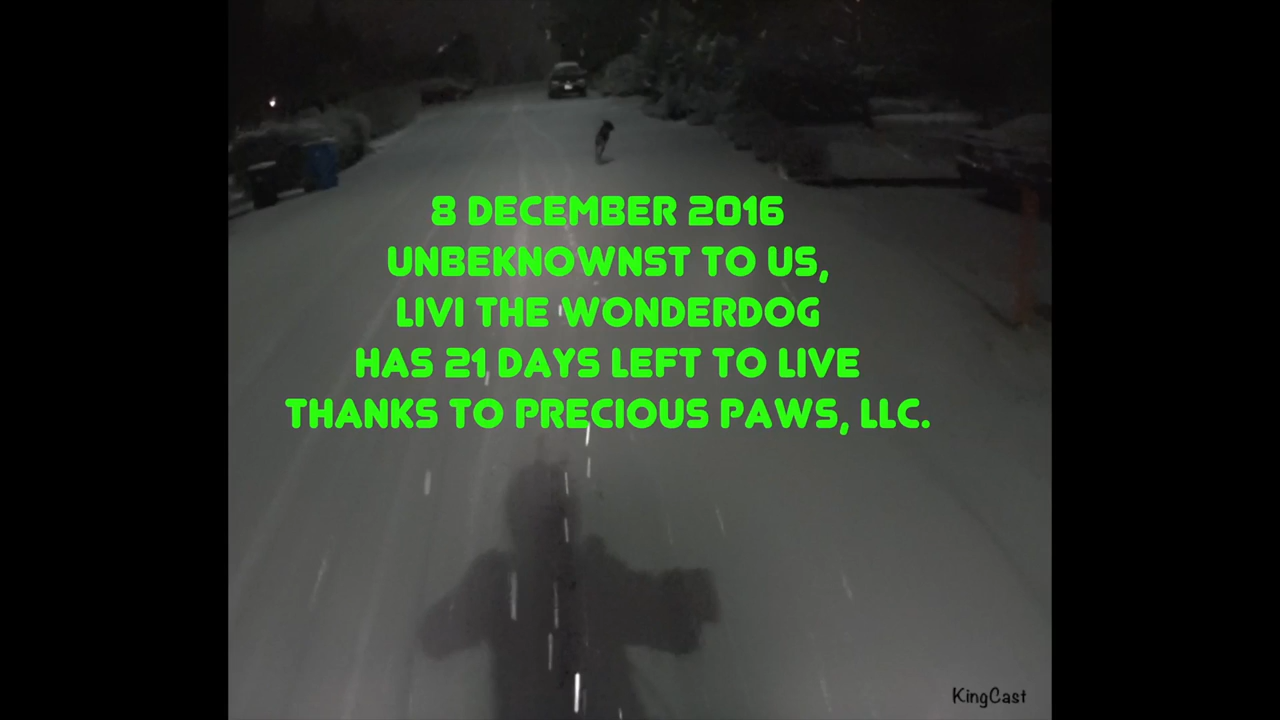 8 DECEMBER 2016
UNBEKNOWNST TO US,
LIVI THE WONDERDOG
HAS 21 DAYS LEFT TO LIVE
THANKS TO PRECIOUS PAWS, LLC.
KingCast